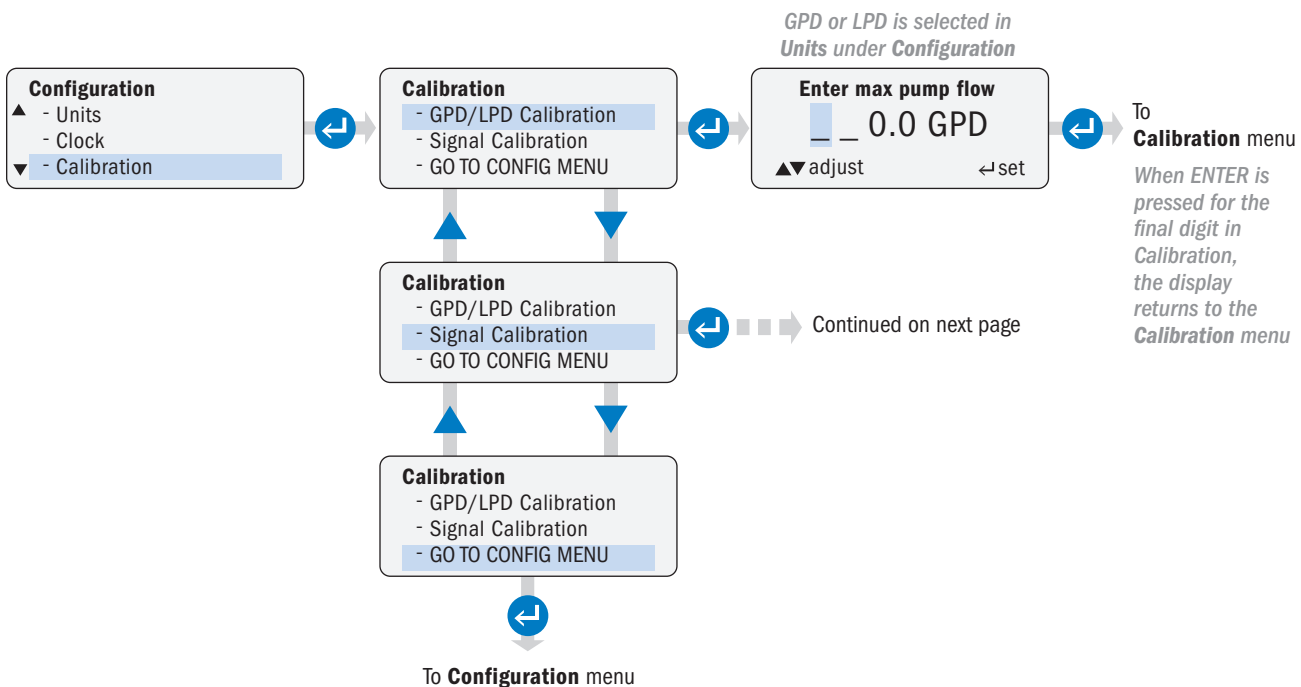 GPD or LPD is selected in
Units under Configuration
Configuration
- Units
- Clock
- Calibration
Calibration
- GPD/LPD Calibration
- Signal Calibration
- GO TO CONFIG MENU
Enter max pump flow
_ _ 0.0 GPD
▲▼ adjust
↵ set
To
Calibration menu
When ENTER is
pressed for the
final digit in
Calibration,
the display
returns to the
Calibration menu
Calibration
- GPD/LPD Calibration
- Signal Calibration
- GO TO CONFIG MENU
Continued on next page
Calibration
- GPD/LPD Calibration
- Signal Calibration
- GO TO CONFIG MENU
To Configuration menu